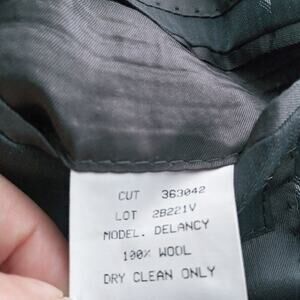 CUT 363042
LOT 2B221V
MODEL. DELANCY
100% WOOL
DRY CLEAN ONLY